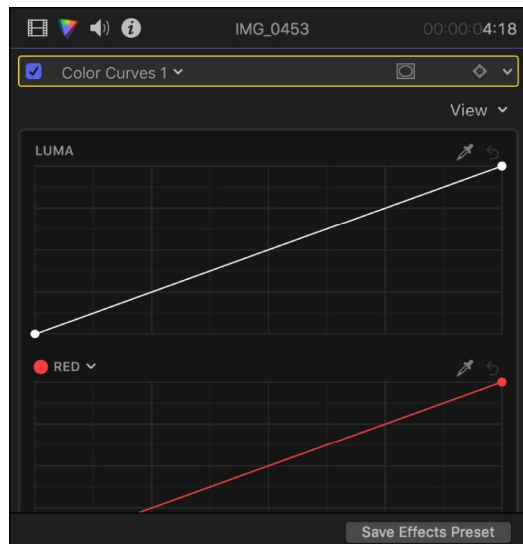 IMG_0453 00:00:04:18
Color Curves 1
View
LUMA
RED
Save Effects Preset